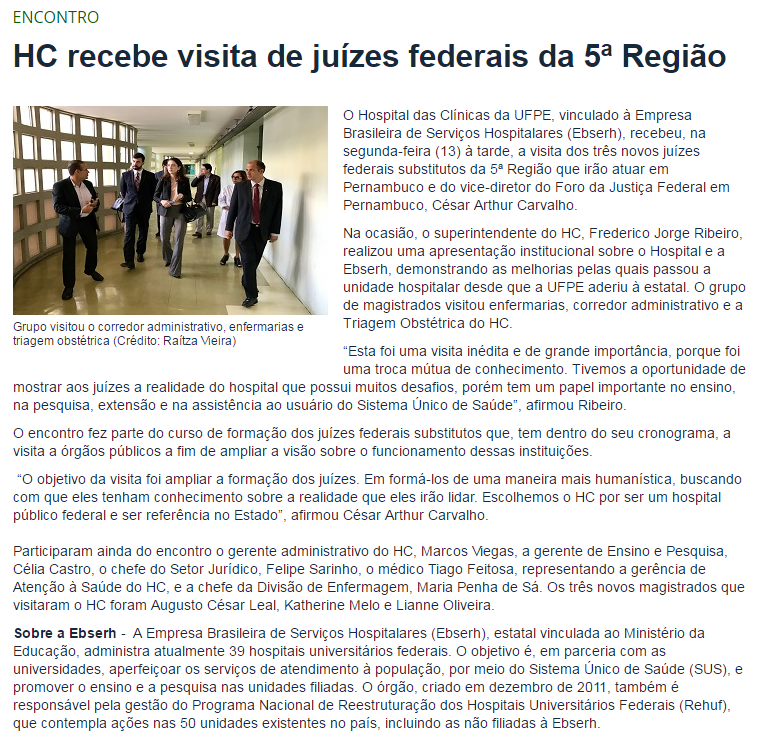 ENCONTRO
HC recebe visita de juízes federais da 5ª Região
O Hospital das Clínicas da UFPE, vinculado à Empresa
Brasileira de Serviços Hospitalares (Ebserh), recebeu, na
segunda-feira (13) à tarde, a visita dos três novos juízes
federais substitutos da 5ª Região que irão atuar em
Pernambuco e do vice-diretor do Foro da Justiça Federal em
Pernambuco, César Arthur Carvalho.
Na ocasião, o superintendente do HC, Frederico Jorge Ribeiro,
realizou uma apresentação institucional sobre o Hospital e a
Ebserh, demonstrando as melhorias pelas quais passou a
unidade hospitalar desde que a UFPE aderiu à estatal. O grupo
de magistrados visitou enfermarias, corredor administrativo e a
Triagem Obstétrica do HC.
Grupo visitou o corredor administrativo, enfermarias e
triagem obstétrica (Crédito: Raítza Vieira)
“Esta foi uma visita inédita e de grande importância, porque foi
uma troca mútua de conhecimento. Tivemos a oportunidade de
mostrar aos juízes a realidade do hospital que possui muitos desafios, porém tem um papel importante no ensino,
na pesquisa, extensão e na assistência ao usuário do Sistema Único de Saúde”, afirmou Ribeiro.
O encontro fez parte do curso de formação dos juízes federais substitutos que, tem dentro do seu cronograma, a
visita a órgãos públicos a fim de ampliar a visão sobre o funcionamento dessas instituições.
“O objetivo da visita foi ampliar a formação dos juízes. Em formá-los de uma maneira mais humanística, buscando
com que eles tenham conhecimento sobre a realidade que eles irão lidar. Escolhemos o HC por ser um hospital
público federal e ser referência no Estado”, afirmou César Arthur Carvalho.
Participaram ainda do encontro o gerente administrativo do HC, Marcos Viegas, a gerente de Ensino e Pesquisa,
Célia Castro, o chefe do Setor Jurídico, Felipe Sarinho, o médico Tiago Feitosa, representando a gerência de
Atenção à Saúde do HC, e a chefa da Divisão de Enfermagem, Maria Penha de Sá. Os três novos magistrados que
visitaram o HC foram Augusto César Leal, Katherine Melo e Lianne Oliveira.
Sobre a Ebserh - A Empresa Brasileira de Serviços Hospitalares (Ebserh), estatal vinculada ao Ministério da
Educação, administra atualmente 39 hospitais universitários federais. O objetivo é, em parceria com as
universidades, aperfeiçoar os serviços de atendimento à população, por meio do Sistema Único de Saúde (SUS), e
promover o ensino e a pesquisa nas unidades filiadas. O órgão, criado em dezembro de 2011, também é
responsável pela gestão do Programa Nacional de Reestruturação dos Hospitais Universitários Federais (Rehuf),
que contempla ações nas 50 unidades existentes no país, incluindo as não filiadas à Ebserh.